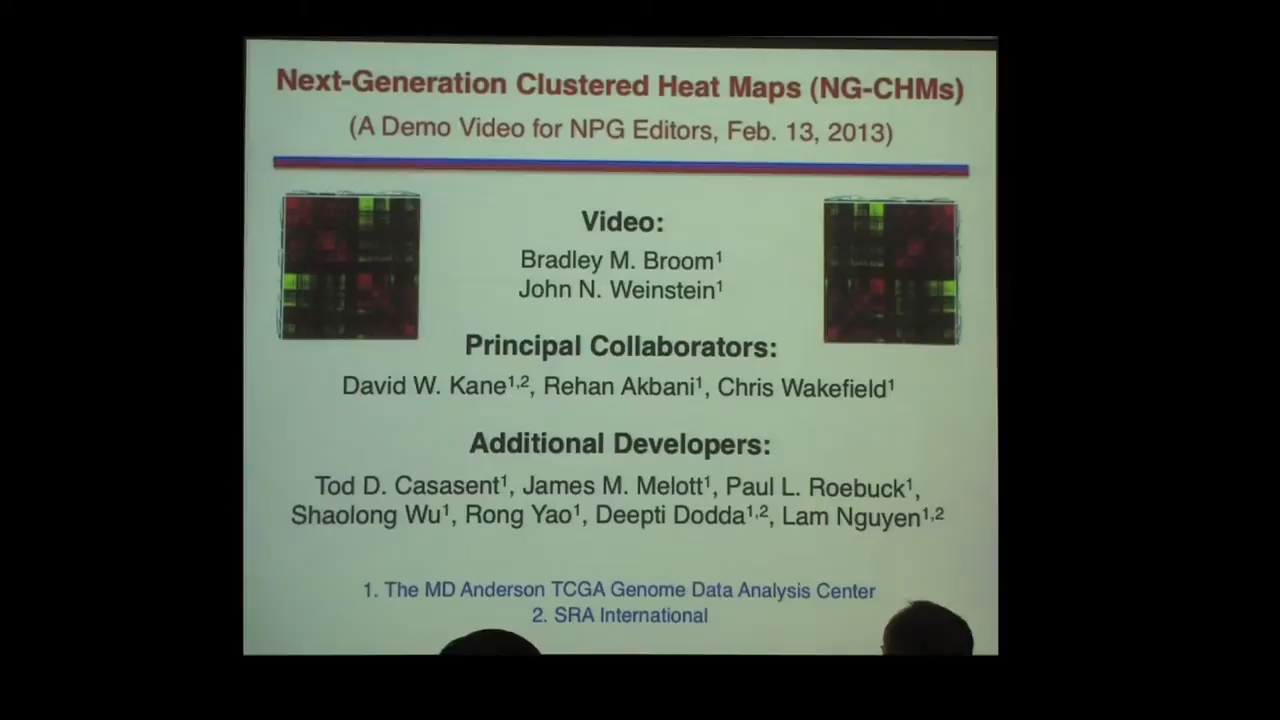 Next-Generation Clustered Heat Maps (NG-CHMs)
(A Demo Video for NPG Editors, Feb. 13, 2013)
Video:
Bradley M. Broom¹
John N. Weinstein¹
Principal Collaborators:
David W. Kane¹,², Rehan Akbani¹, Chris Wakefield¹
Additional Developers:
Tod D. Casasent¹, James M. Melott¹, Paul L. Roebuck¹,
Shaolong Wu¹, Rong Yao¹, Deepti Dodda¹,², Lam Nguyen¹,²
1. The MD Anderson TCGA Genome Data Analysis Center
2. SRA International